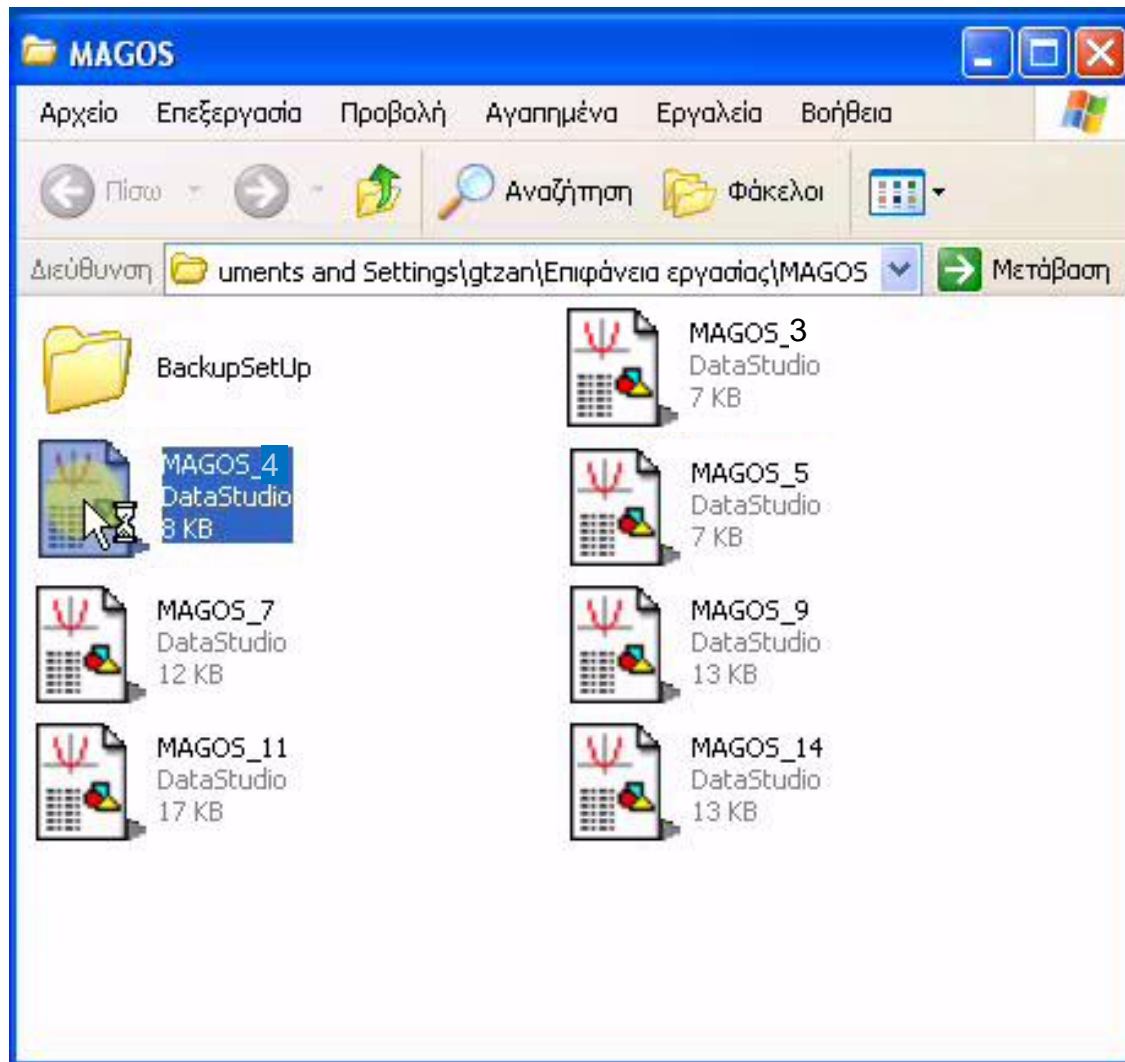 MAGOS
Αρχείο Επεξεργασία Προβολή Αγαπημένα Εργαλεία Βοήθεια
Πίσω Αναζήτηση Φάκελοι
Διεύθυνση uments and Settings\gtzan\Επιφάνεια εργασίας\MAGOS Μετάβαση
BackupSetUp
MAGOS_3
DataStudio
7 KB
MAGOS_4
DataStudio
8 KB
MAGOS_5
DataStudio
7 KB
MAGOS_7
DataStudio
12 KB
MAGOS_9
DataStudio
13 KB
MAGOS_11
DataStudio
17 KB
MAGOS_14
DataStudio
13 KB